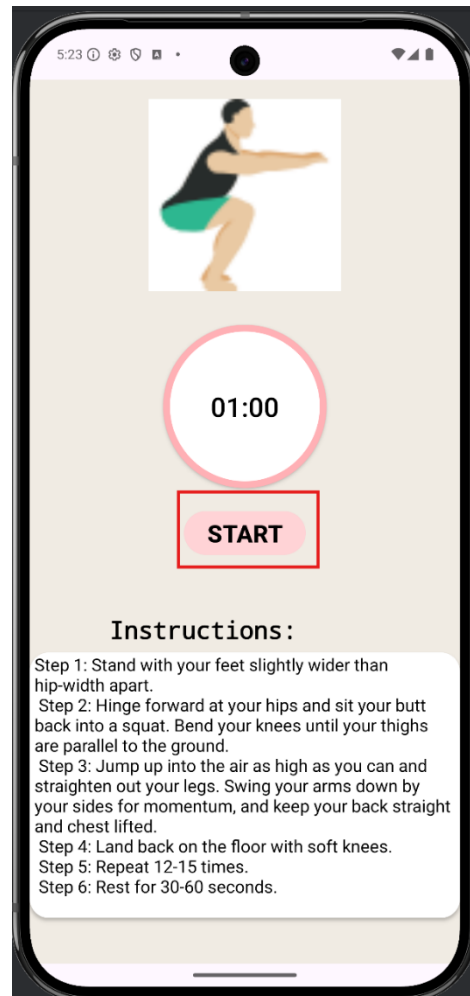 5:23
01:00
START
Instructions:
Step 1: Stand with your feet slightly wider than
hip-width apart.
Step 2: Hinge forward at your hips and sit your butt
back into a squat. Bend your knees until your thighs
are parallel to the ground.
Step 3: Jump up into the air as high as you can and
straighten out your legs. Swing your arms down by
your sides for momentum, and keep your back straight
and chest lifted.
Step 4: Land back on the floor with soft knees.
Step 5: Repeat 12-15 times.
Step 6: Rest for 30-60 seconds.